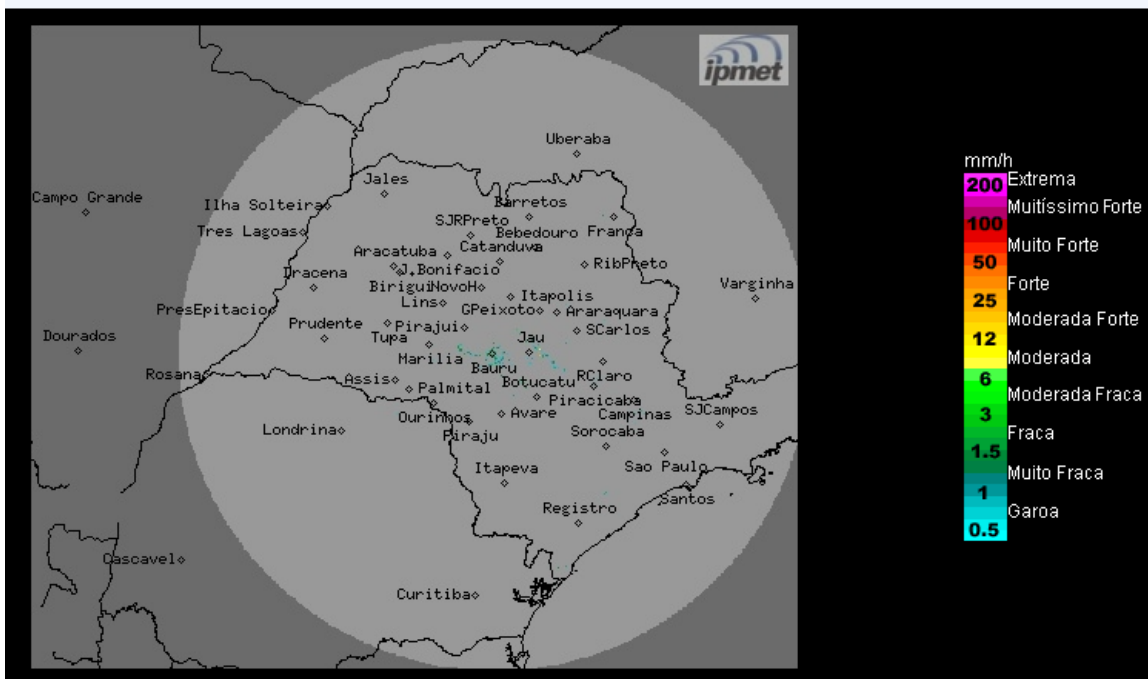 ipmet
Uberaba
Jales
Campo Grande
Ilha Solteira
Barretos
SJRPreto
Tres Lagoas
Bebedouro
Franca
Catanduva
Aracatuba
RibPreto
J.Bonifacio
Dracena
Varginha
Birigui
NovoH
Lins
Itapolis
PresEpitacio
GPeixoto
Araraquara
Prudente
Pirajui
SCarlos
Dourados
Tupa
Jau
Marilia
Bauru
Rosana
Assis
Botucatu
RClaro
Palmital
Piracicaba
Ourinhos
Avare
Campinas
SJCampos
Londrina
Piraju
Sorocaba
Itapeva
Sao Paulo
Santos
Registro
Cascavel
Curitiba
mm/h
200 Extrema
Muitíssimo Forte
100
Muito Forte
50
Forte
25
Moderada Forte
12
Moderada
6
Moderada Fraca
3
Fraca
1.5
Muito Fraca
1
Garoa
0.5